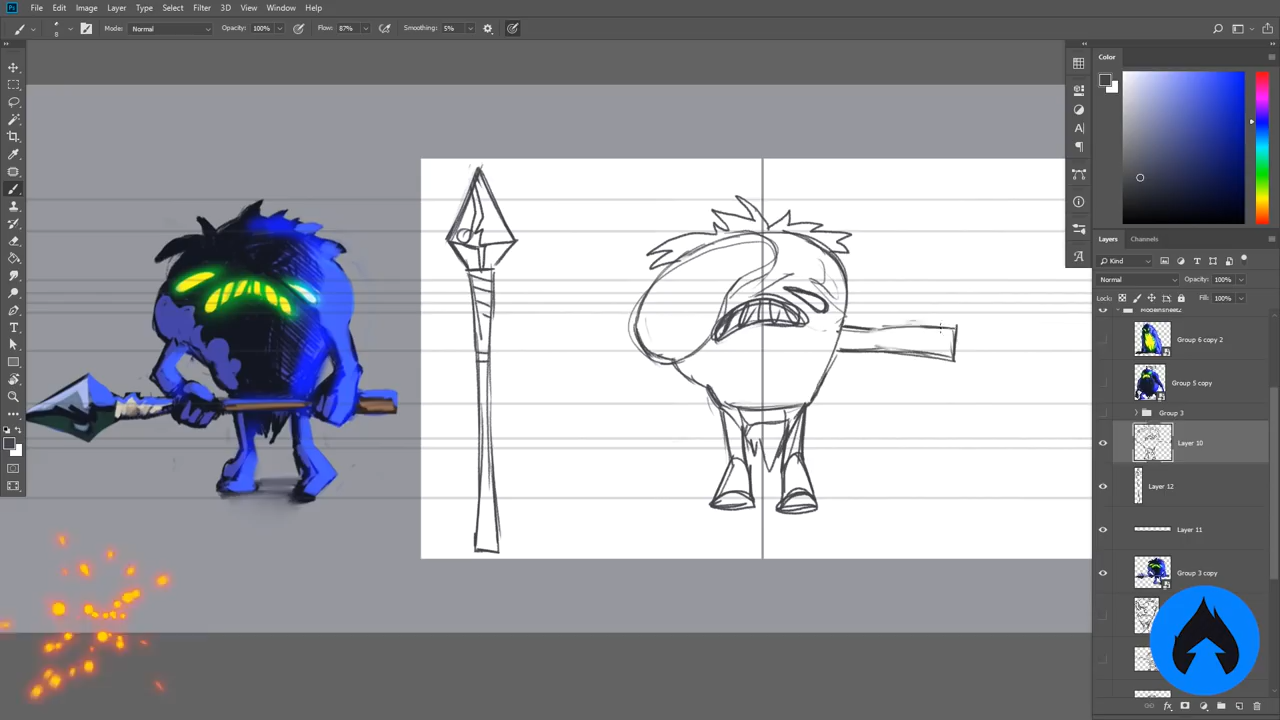 Ps File Edit Image Layer Type Select Filter 3D View Window Help
8 Mode: Normal Opacity: 100% Flow: 87% Smoothing: 5%
Color
Layers Channels
Kind
Normal Opacity: 100%
Lock: Fill: 100%
Group 6 copy 2
Group 5 copy
Group 3
Layer 10
Layer 12
Layer 11
Group 3 copy